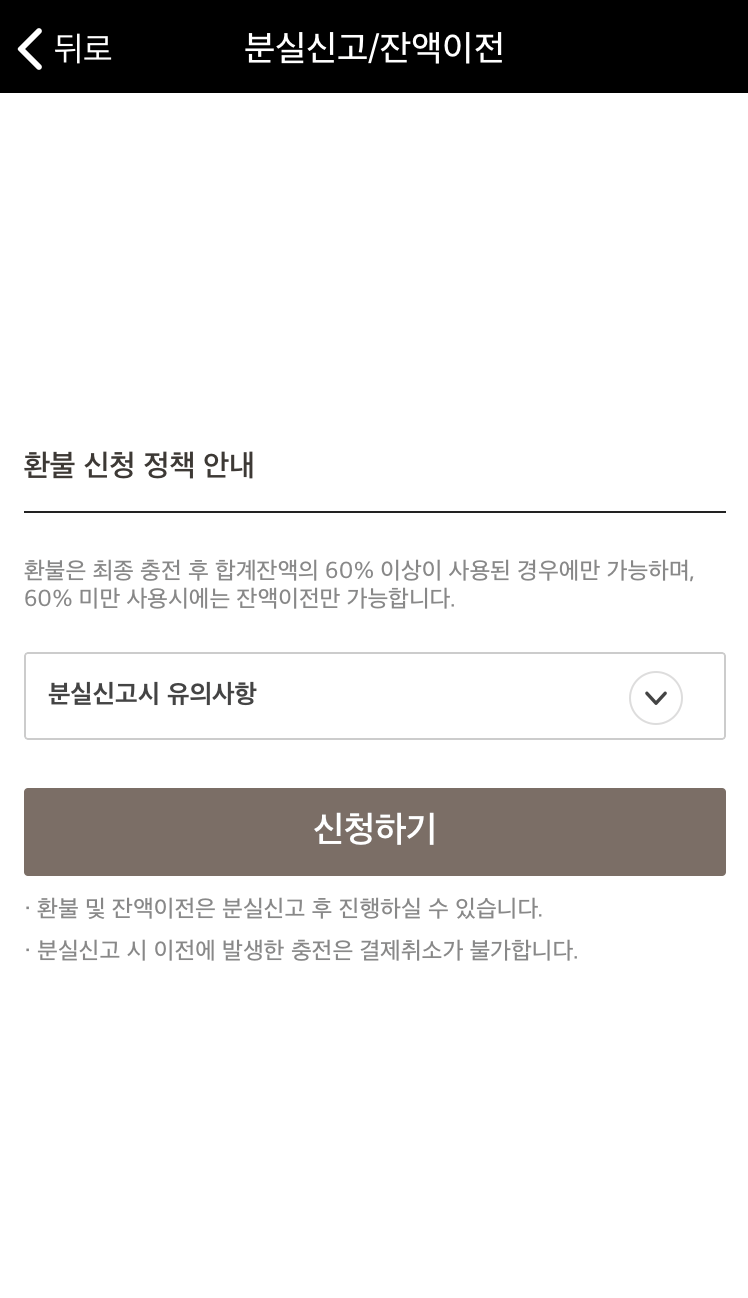 뒤로
분실신고/잔액이전
환불 신청 정책 안내
환불은 최종 충전 후 합계잔액의 60% 이상이 사용된 경우에만 가능하며,
60% 미만 사용시에는 잔액이전만 가능합니다.
분실신고시 유의사항
신청하기
· 환불 및 잔액이전은 분실신고 후 진행하실 수 있습니다.
· 분실신고 시 이전에 발생한 충전은 결제취소가 불가합니다.